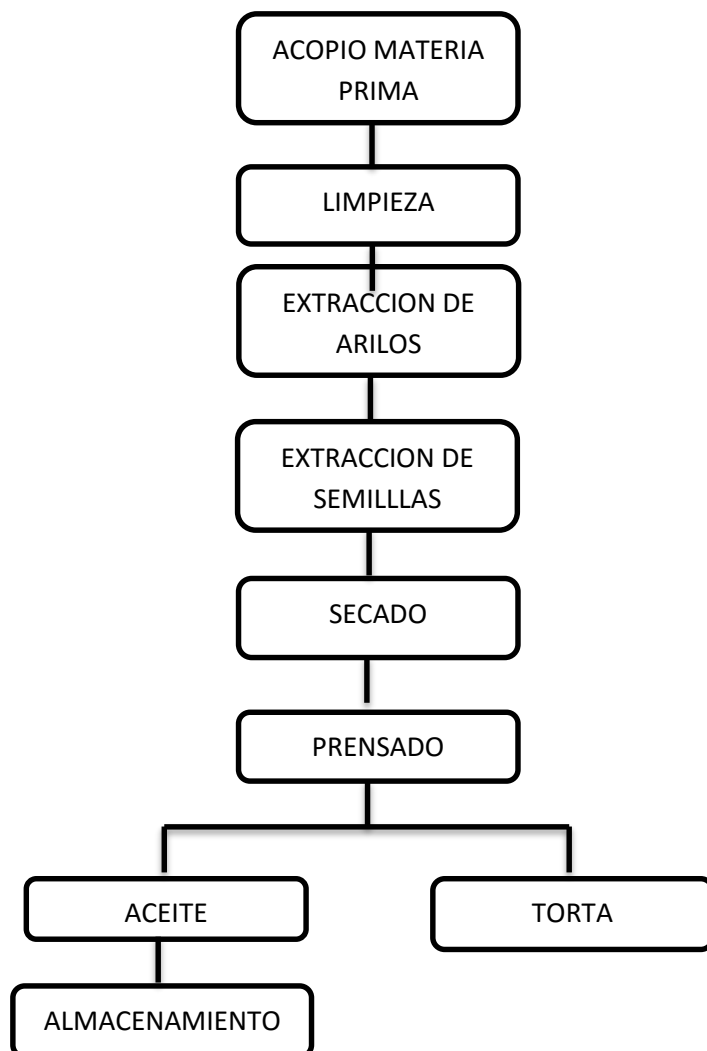 ACOPIO MATERIA
PRIMA
LIMPIEZA
EXTRACCION DE
ARILOS
EXTRACCION DE
SEMILLLAS
SECADO
PRENSADO
ACEITE
TORTA
ALMACENAMIENTO